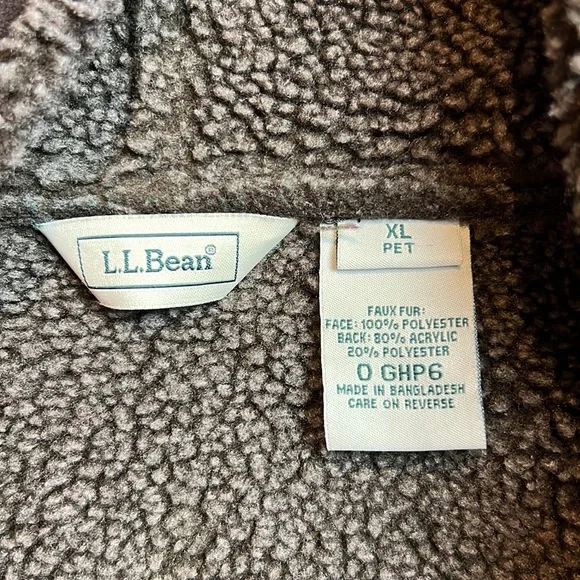 L.L.Bean®
XL
PET
FAUX FUR:
FACE: 100% POLYESTER
BACK: 80% ACRYLIC
20% POLYESTER
0 GHP6
MADE IN BANGLADESH
CARE ON REVERSE